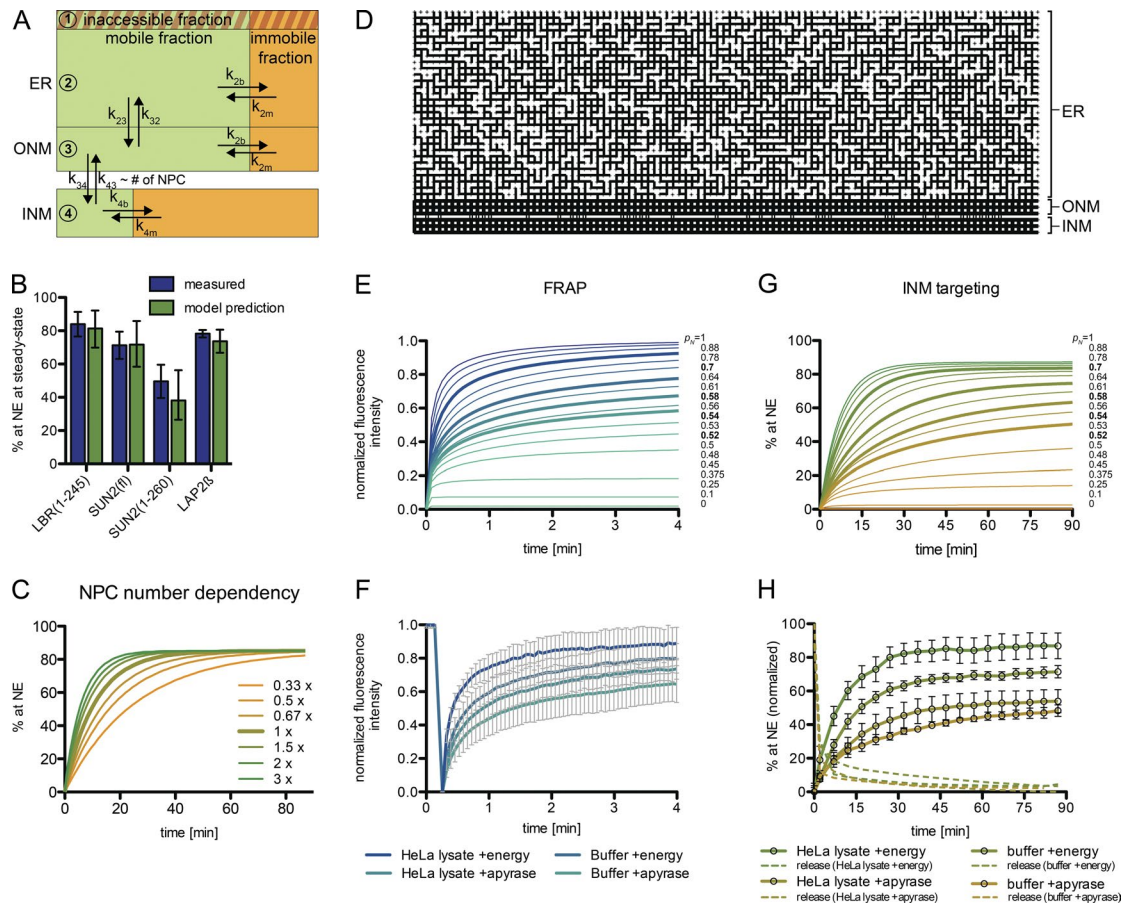 A
1 inaccessible fraction
mobile fraction
immobile
fraction
ER
2
k2b
k2m
k23
k32
ONM
3
k2b
k2m
k34
k43 ~ # of NPC
k4b
INM
4
k4m
D
ER
ONM
INM
B
measured
model prediction
% at NE at steady-state
100
80
60
40
20
0
LBR(1-245)
SUN2(fl)
SUN2(1-260)
LAP2ß
E
FRAP
normalized fluorescence
intensity
1.0
0.8
0.6
0.4
0.2
0.0
0
1
2
3
4
time [min]
pN=1
0.88
0.78
0.7
0.64
0.61
0.58
0.56
0.54
0.53
0.52
0.5
0.48
0.45
0.375
0.25
0.1
0
G
INM targeting
% at NE
100
80
60
40
20
0
0
15
30
45
60
75
90
time [min]
pN=1
0.88
0.78
0.7
0.64
0.61
0.58
0.56
0.54
0.53
0.52
0.5
0.48
0.45
0.375
0.25
0.1
0
C
NPC number dependency
% at NE
100
80
60
40
20
0
0
20
40
60
80
time [min]
0.33 x
0.5 x
0.67 x
1 x
1.5 x
2 x
3 x
F
normalized fluorescence
intensity
1.0
0.8
0.6
0.4
0.2
0.0
0
1
2
3
4
time [min]
HeLa lysate +energy
HeLa lysate +apyrase
Buffer +energy
Buffer +apyrase
H
% at NE (normalized)
100
80
60
40
20
0
0
15
30
45
60
75
90
time [min]
HeLa lysate +energy
release (HeLa lysate +energy)
HeLa lysate +apyrase
release (HeLa lysate +apyrase)
buffer +energy
release (buffer +energy)
buffer +apyrase
release (buffer +apyrase)